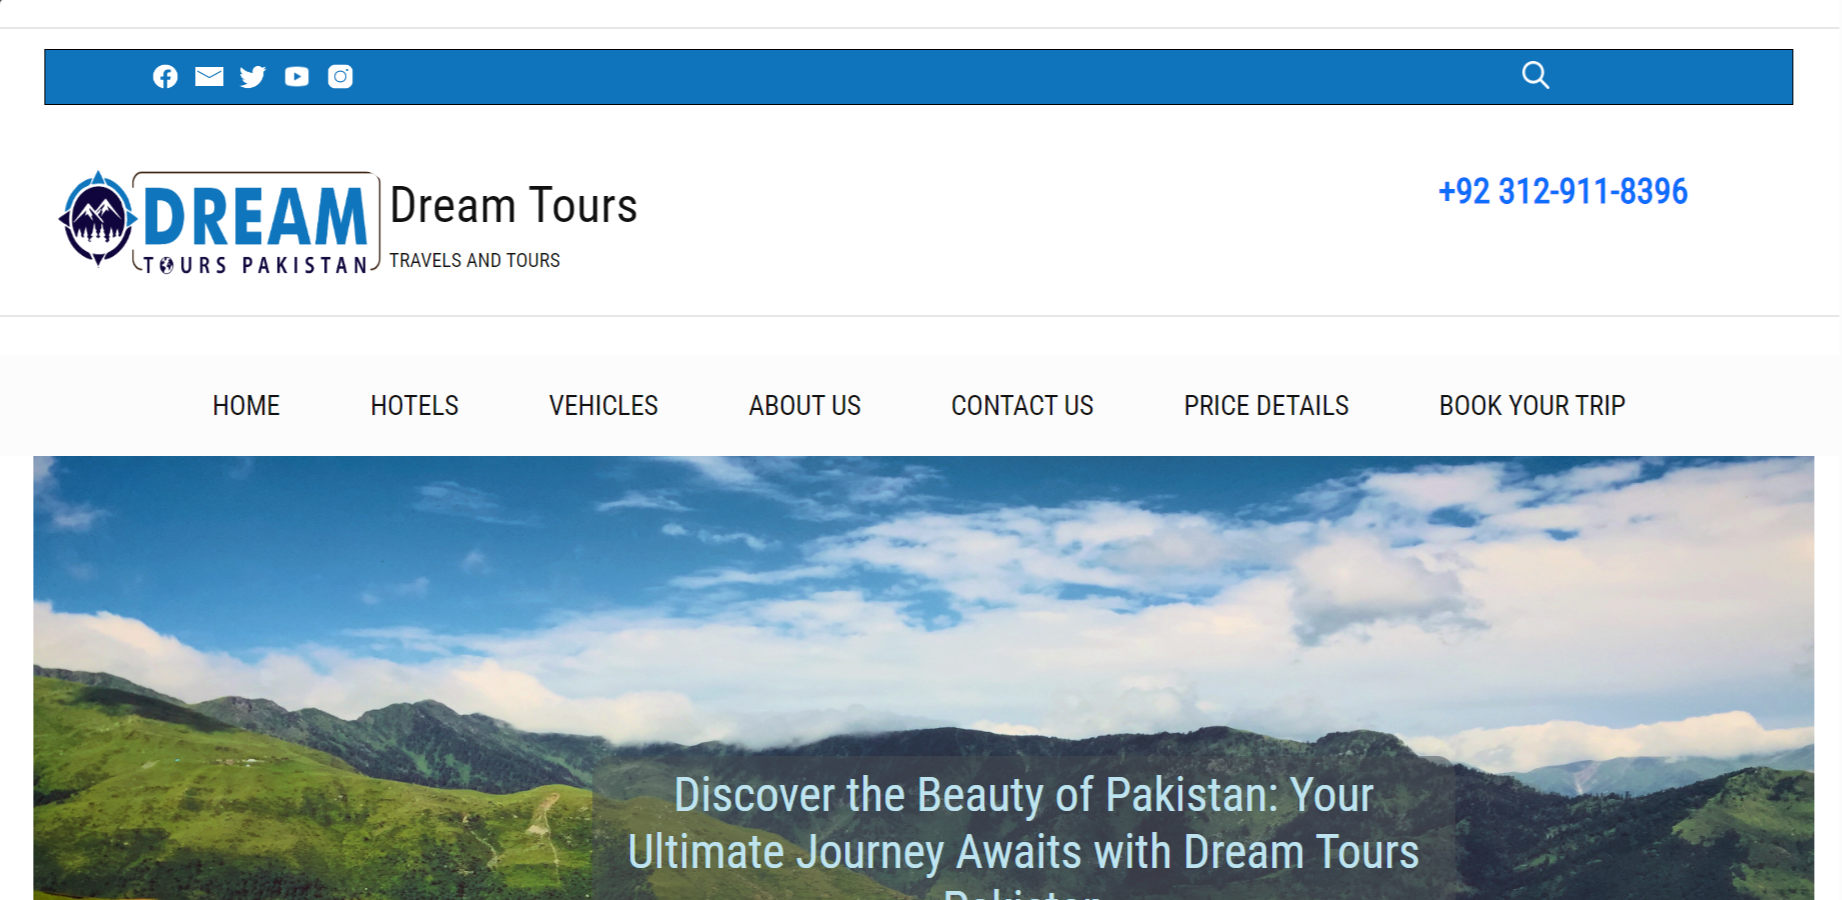 DREAM
TOURS PAKISTAN
Dream Tours
TRAVELS AND TOURS
+92 312-911-8396
HOME HOTELS VEHICLES ABOUT US CONTACT US PRICE DETAILS BOOK YOUR TRIP
Discover the Beauty of Pakistan: Your
Ultimate Journey Awaits with Dream Tours
Pakistan